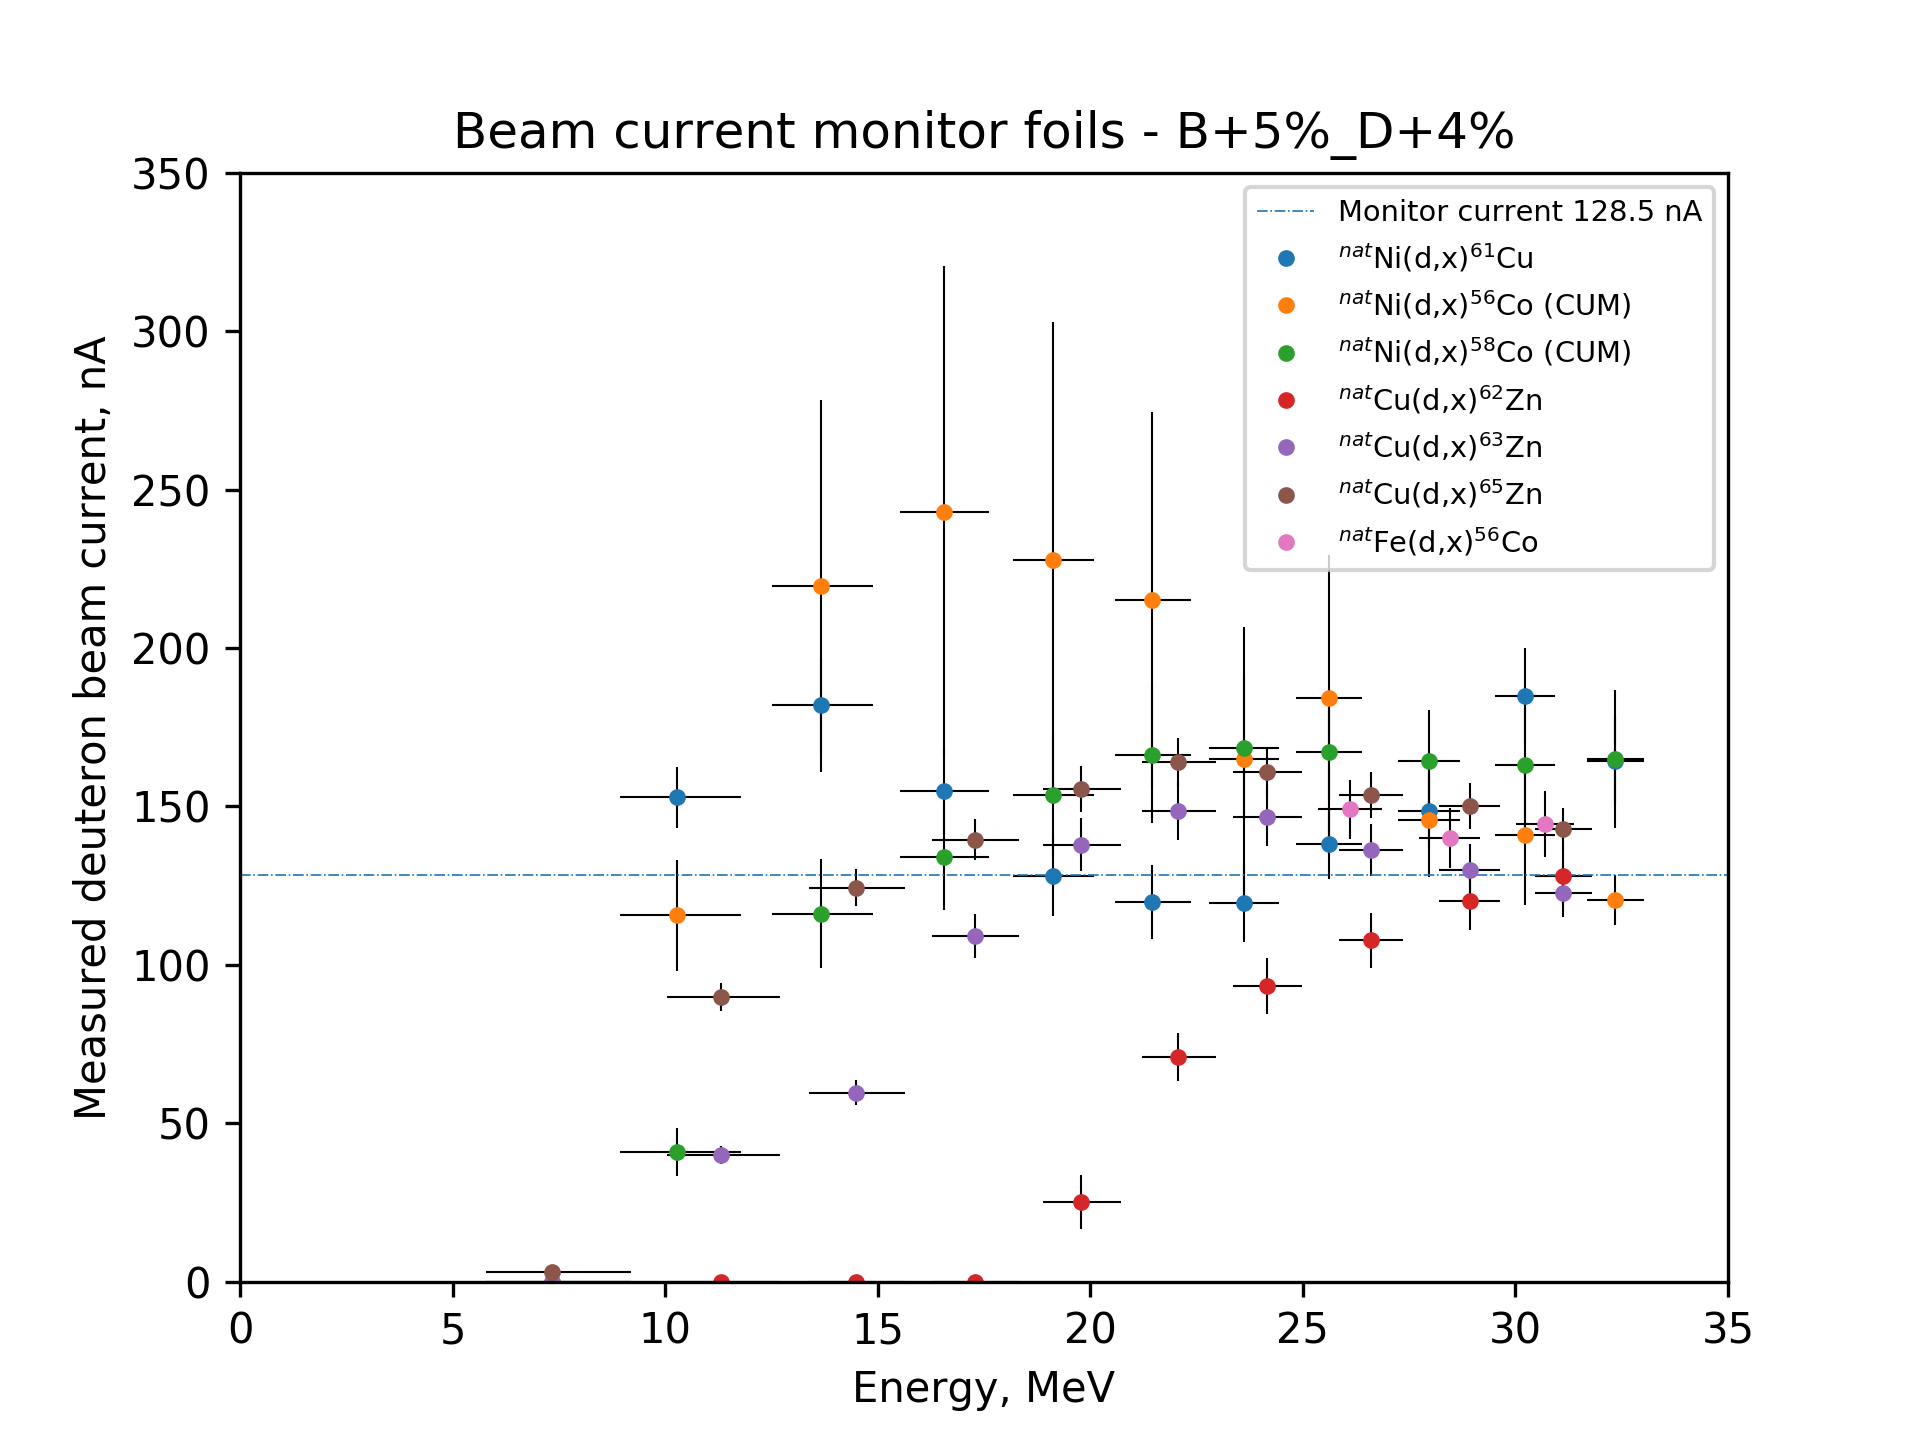 Beam current monitor foils - B+5%_D+4%
Measured deuteron beam current, nA
350
300
250
200
150
100
50
0
Monitor current 128.5 nA
natNi(d,x)61Cu
natNi(d,x)56Co (CUM)
natNi(d,x)58Co (CUM)
natCu(d,x)62Zn
natCu(d,x)63Zn
natCu(d,x)65Zn
natFe(d,x)56Co
0 5 10 15 20 25 30 35
Energy, MeV